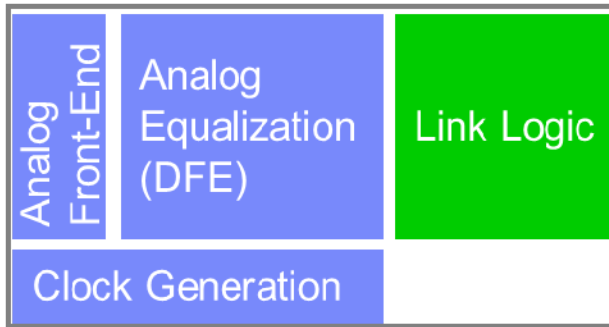 Analog
Front-End
Analog
Equalization
(DFE)
Link Logic
Clock Generation